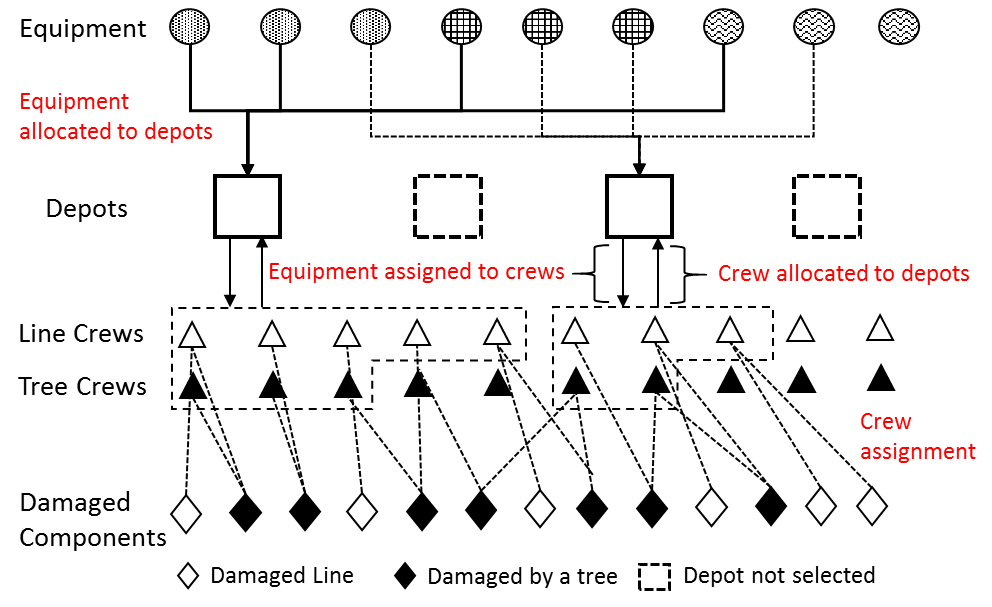 Equipment
Equipment
allocated to depots
Depots
Equipment assigned to crews
Crew allocated to depots
Line Crews
Tree Crews
Crew
assignment
Damaged
Components
Damaged Line
Damaged by a tree
Depot not selected